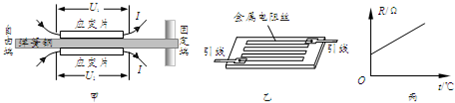 U₁
I
应变片
自由端
弹簧钢
固定端
应变片
U₂
I'
甲
金属电阻丝
引线
引线
乙
R/Ω
O
t/℃
丙